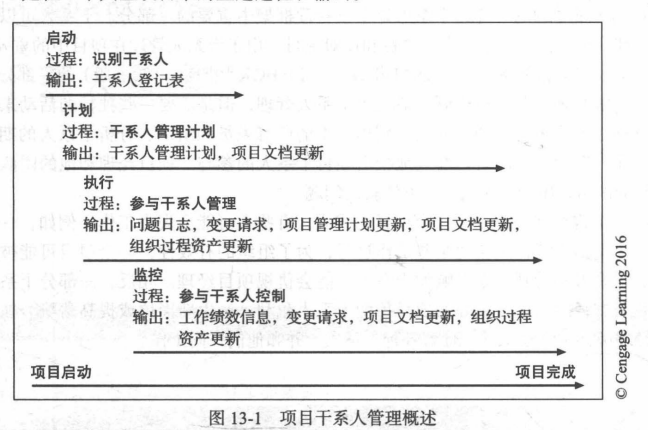 启动
过程：识别干系人
输出：干系人登记表
计划
过程：干系人管理计划
输出：干系人管理计划，项目文档更新
执行
过程：参与干系人管理
输出：问题日志，变更请求，项目管理计划更新，项目文档更新，
组织过程资产更新
监控
过程：参与干系人控制
输出：工作绩效信息，变更请求，项目文档更新，组织过程
资产更新
项目启动 项目完成
© Cengage Learning 2016
图 13-1 项目干系人管理概述